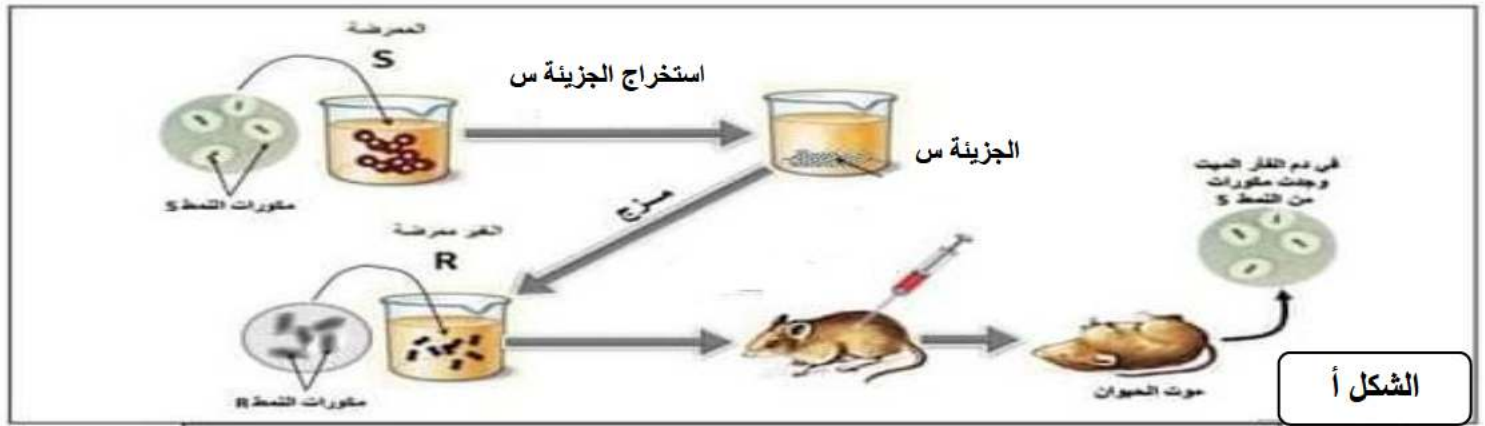 الممرضة
S
استخراج الجزيئة س
الجزيئة س
مكورات النمط S
مزج
في دم الفأر الميت
وجدت مكورات
من النمط S
الغير ممرضة
R
مكورات النمط R
موت الحيوان
الشكل أ